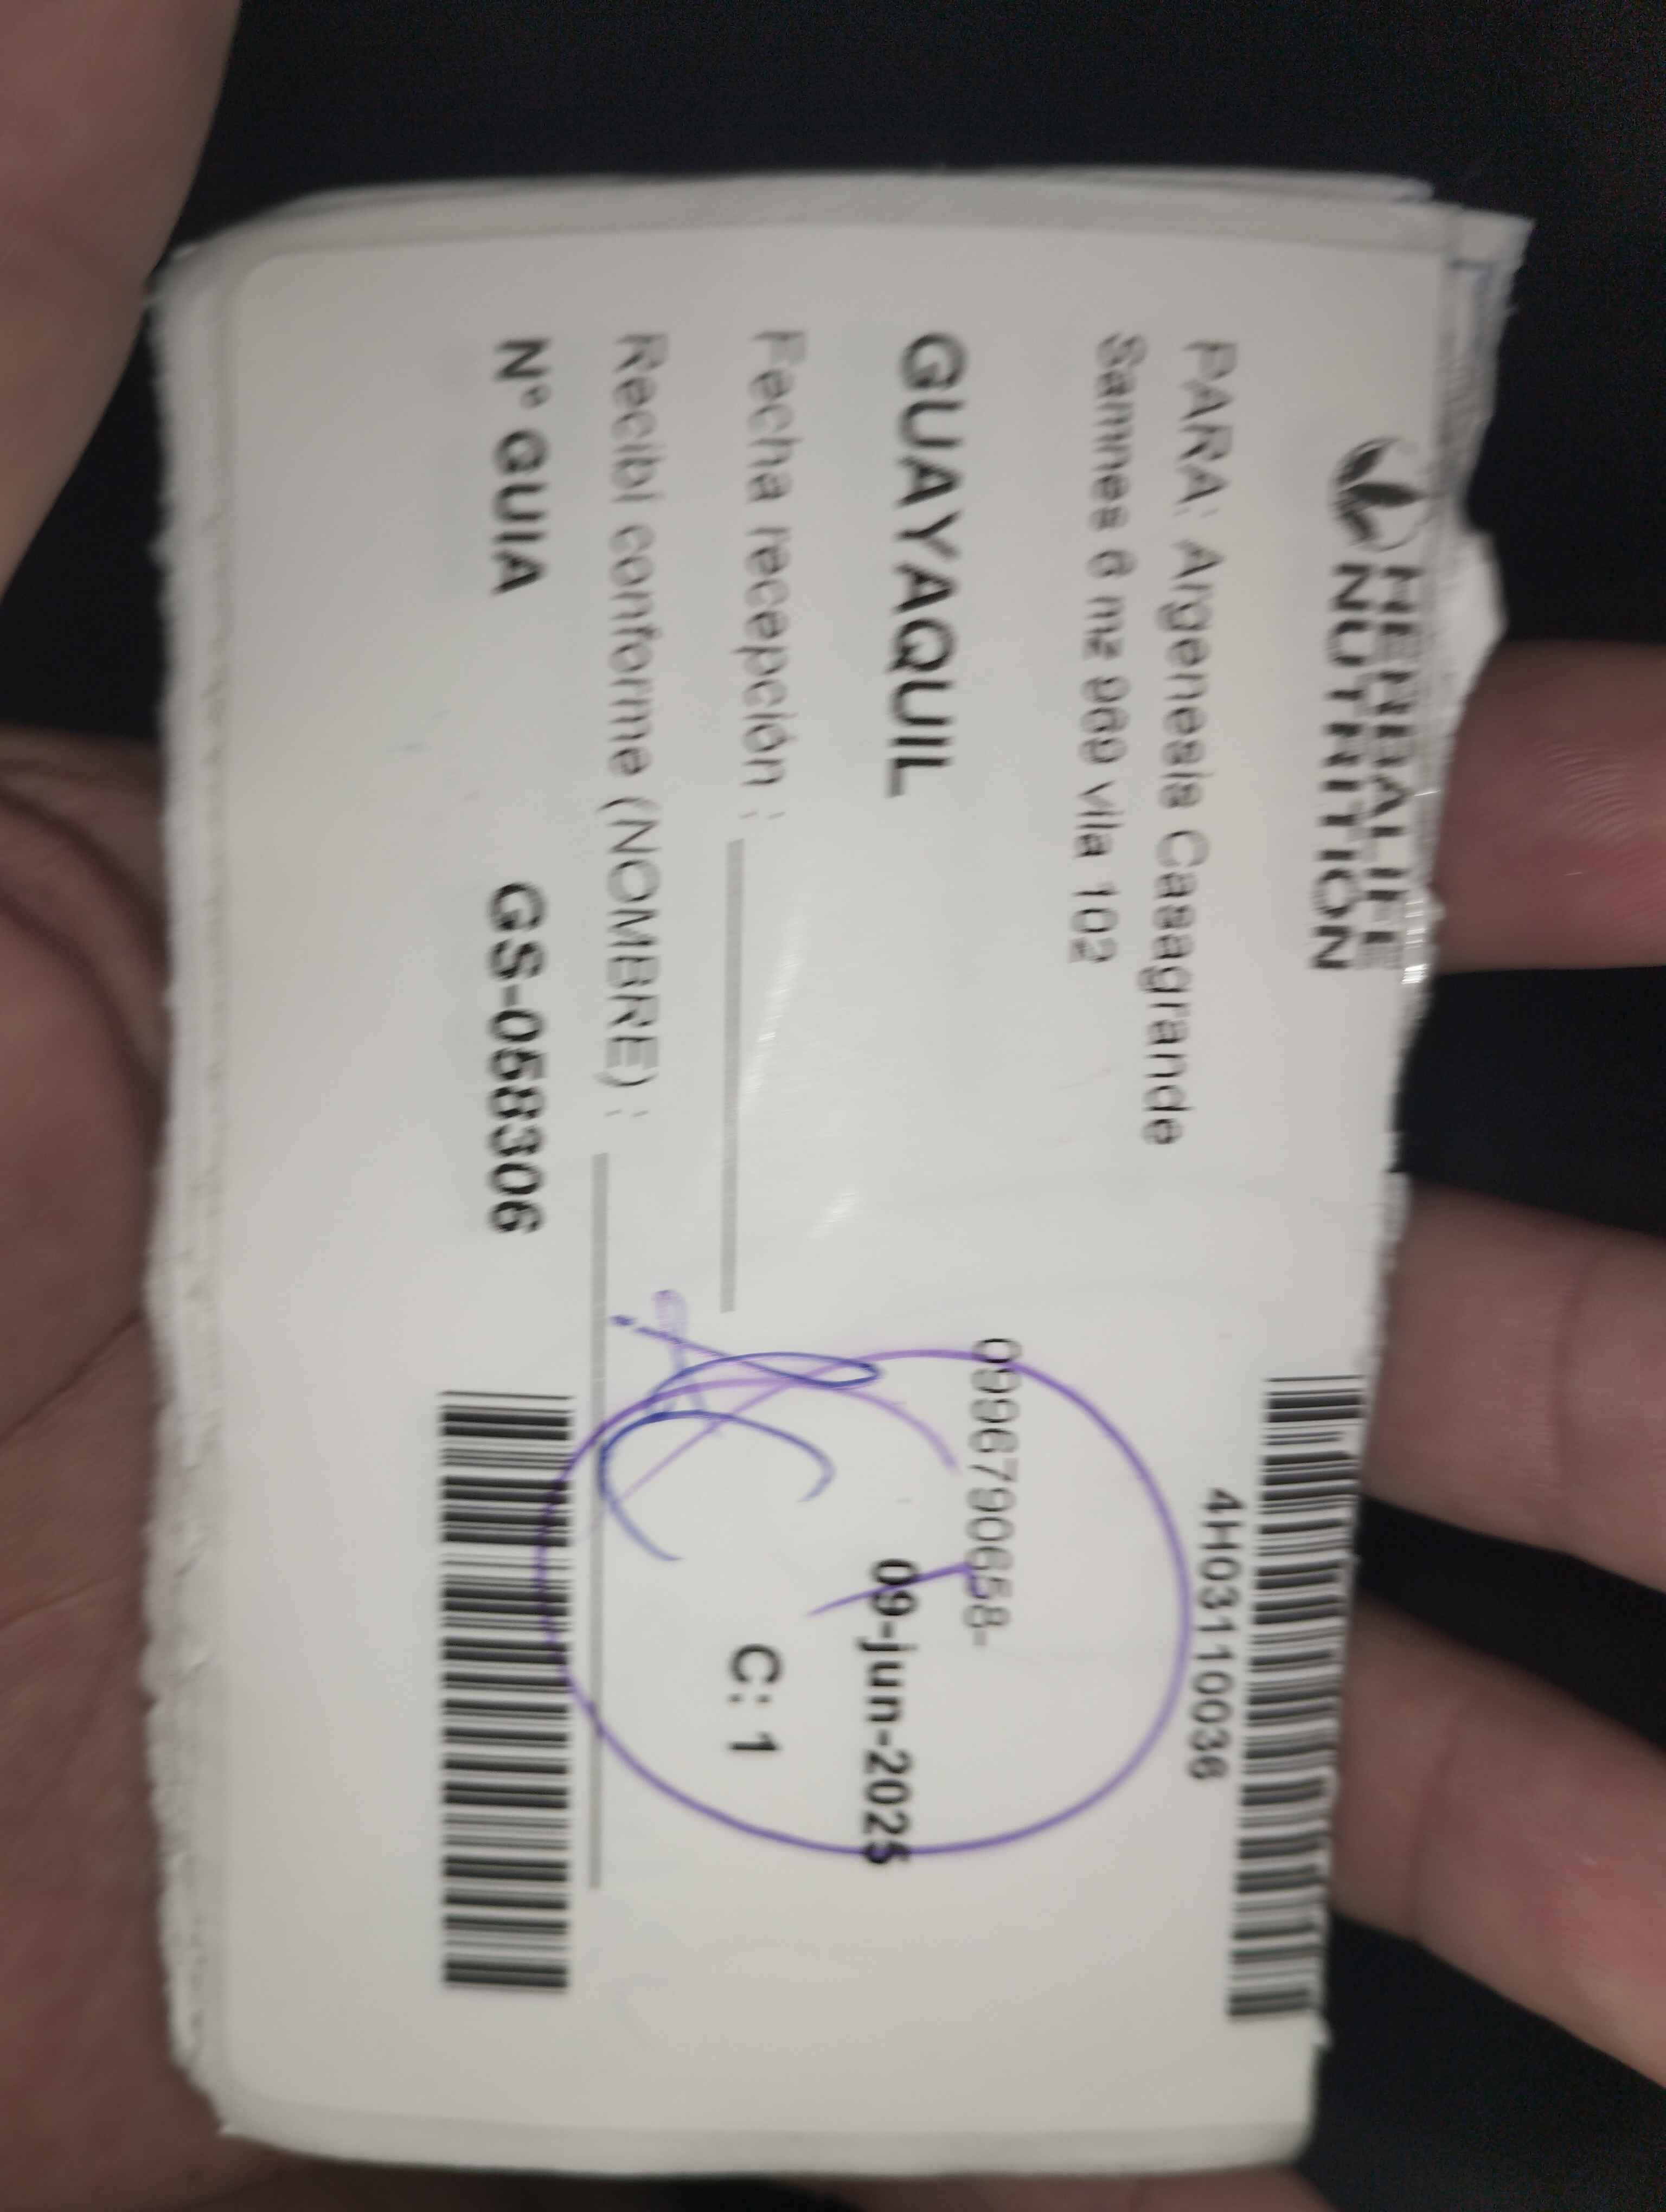 HERBALIFE
NUTRITION
4H03110036
PARA: Argenesis Casagrande
Samnes 6 mz 969 villa 102
0996790658-
GUAYAQUIL
09-jun-2025
Fecha recepción :
C: 1
Recibí conforme (NOMBRE) :
Nº GUIA GS-058306